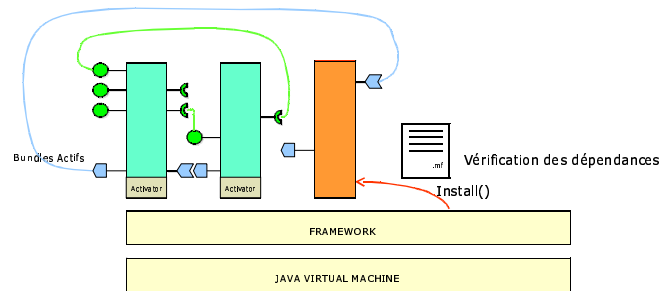 .mf
Bundles Actifs
Vérification des dépendances
Activator
Activator
Install()
FRAMEWORK
JAVA VIRTUAL MACHINE